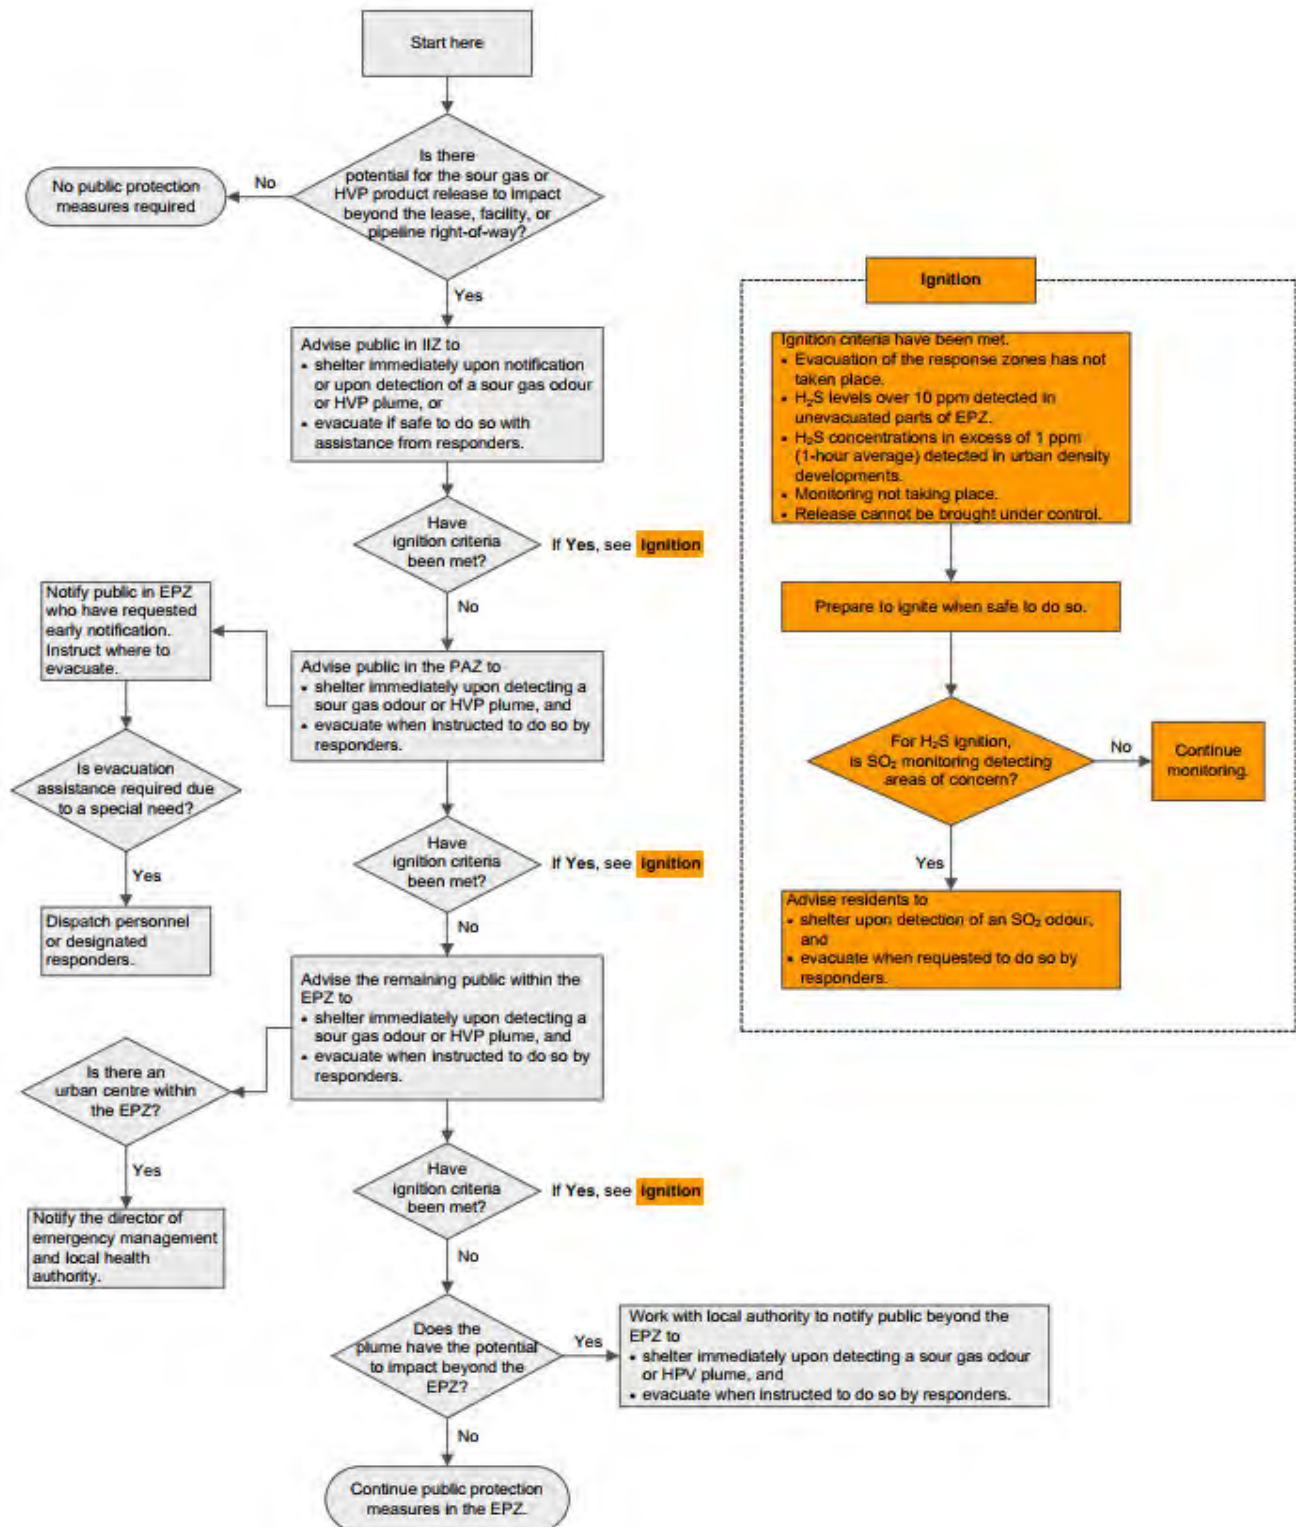 Start here
Is there
potential for the sour gas or
HVP product release to impact
beyond the lease, facility, or
pipeline right-of-way?
No
No public protection
measures required
Yes
Advise public in IIZ to
• shelter immediately upon notification
or upon detection of a sour gas odour
or HVP plume, or
• evacuate if safe to do so with
assistance from responders.
Have
ignition criteria
been met?
If Yes, see Ignition
No
Notify public in EPZ
who have requested
early notification.
Instruct where to
evacuate.
Advise public in the PAZ to
• shelter immediately upon detecting a
sour gas odour or HVP plume, and
• evacuate when instructed to do so by
responders.
Is evacuation
assistance required due
to a special need?
Yes
Dispatch personnel
or designated
responders.
Have
ignition criteria
been met?
If Yes, see Ignition
No
Advise the remaining public within the
EPZ to
• shelter immediately upon detecting a
sour gas odour or HVP plume, and
• evacuate when instructed to do so by
responders.
Is there an
urban centre within
the EPZ?
Yes
Notify the director of
emergency management
and local health
authority.
Have
ignition criteria
been met?
If Yes, see Ignition
No
Does the
plume have the potential
to impact beyond the
EPZ?
Yes
Work with local authority to notify public beyond the
EPZ to
• shelter immediately upon detecting a sour gas odour
or HPV plume, and
• evacuate when instructed to do so by responders.
No
Continue public protection
measures in the EPZ.
Ignition
Ignition criteria have been met.
• Evacuation of the response zones has not
taken place.
• H₂S levels over 10 ppm detected in
unevacuated parts of EPZ.
• H₂S concentrations in excess of 1 ppm
(1-hour average) detected in urban density
developments.
• Monitoring not taking place.
• Release cannot be brought under control.
Prepare to ignite when safe to do so.
For H₂S ignition,
is SO₂ monitoring detecting
areas of concern?
No
Continue
monitoring.
Yes
Advise residents to
• shelter upon detection of an SO₂ odour,
and
• evacuate when requested to do so by
responders.